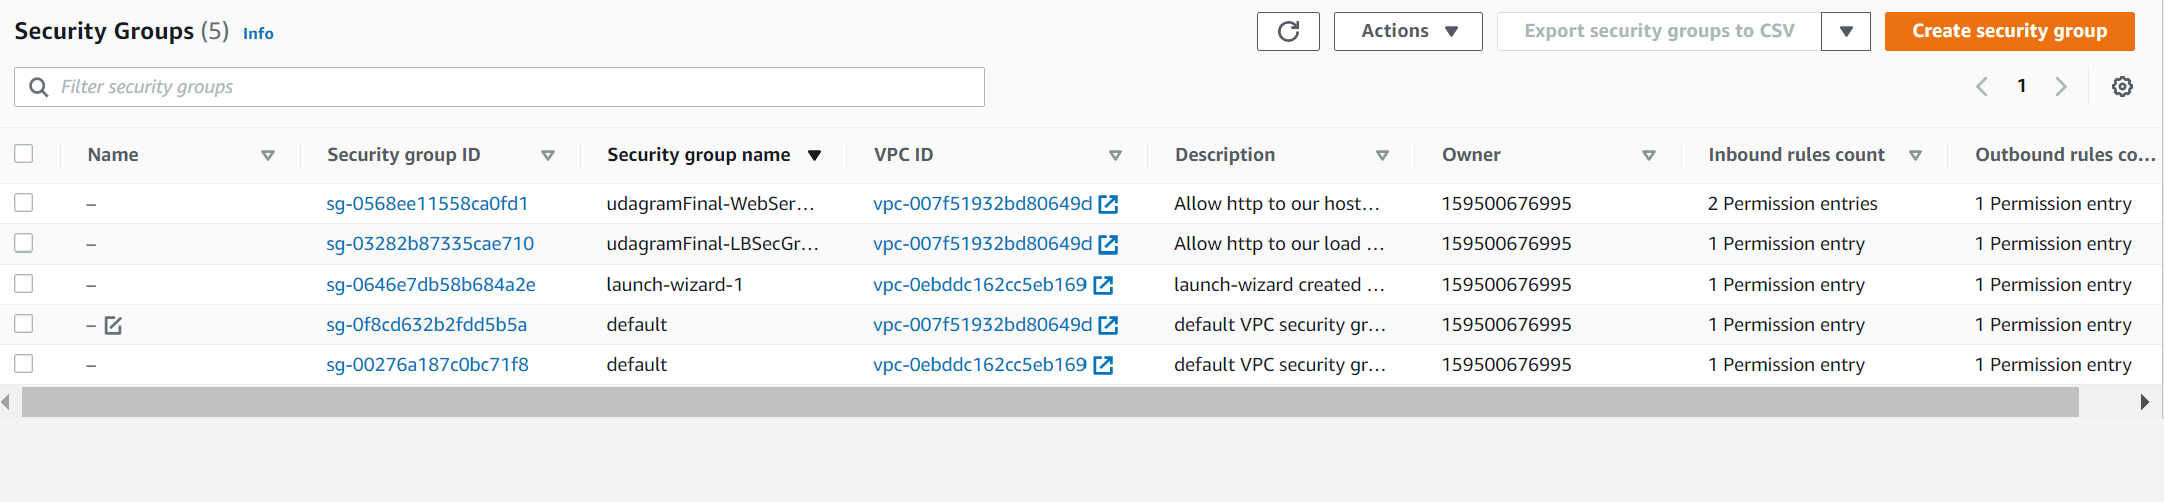 Security Groups (5) Info
Actions Export security groups to CSV Create security group
Filter security groups
1
Name Security group ID Security group name VPC ID Description Owner Inbound rules count Outbound rules co...
– sg-0568ee11558ca0fd1 udagramFinal-WebSer... vpc-007f51932bd80649d Allow http to our host... 159500676995 2 Permission entries 1 Permission entry
– sg-03282b87335cae710 udagramFinal-LBSecGr... vpc-007f51932bd80649d Allow http to our load ... 159500676995 1 Permission entry 1 Permission entry
– sg-0646e7db58b684a2e launch-wizard-1 vpc-0ebddc162cc5eb169 launch-wizard created ... 159500676995 1 Permission entry 1 Permission entry
– sg-0f8cd632b2fdd5b5a default vpc-007f51932bd80649d default VPC security gr... 159500676995 1 Permission entry 1 Permission entry
– sg-00276a187c0bc71f8 default vpc-0ebddc162cc5eb169 default VPC security gr... 159500676995 1 Permission entry 1 Permission entry